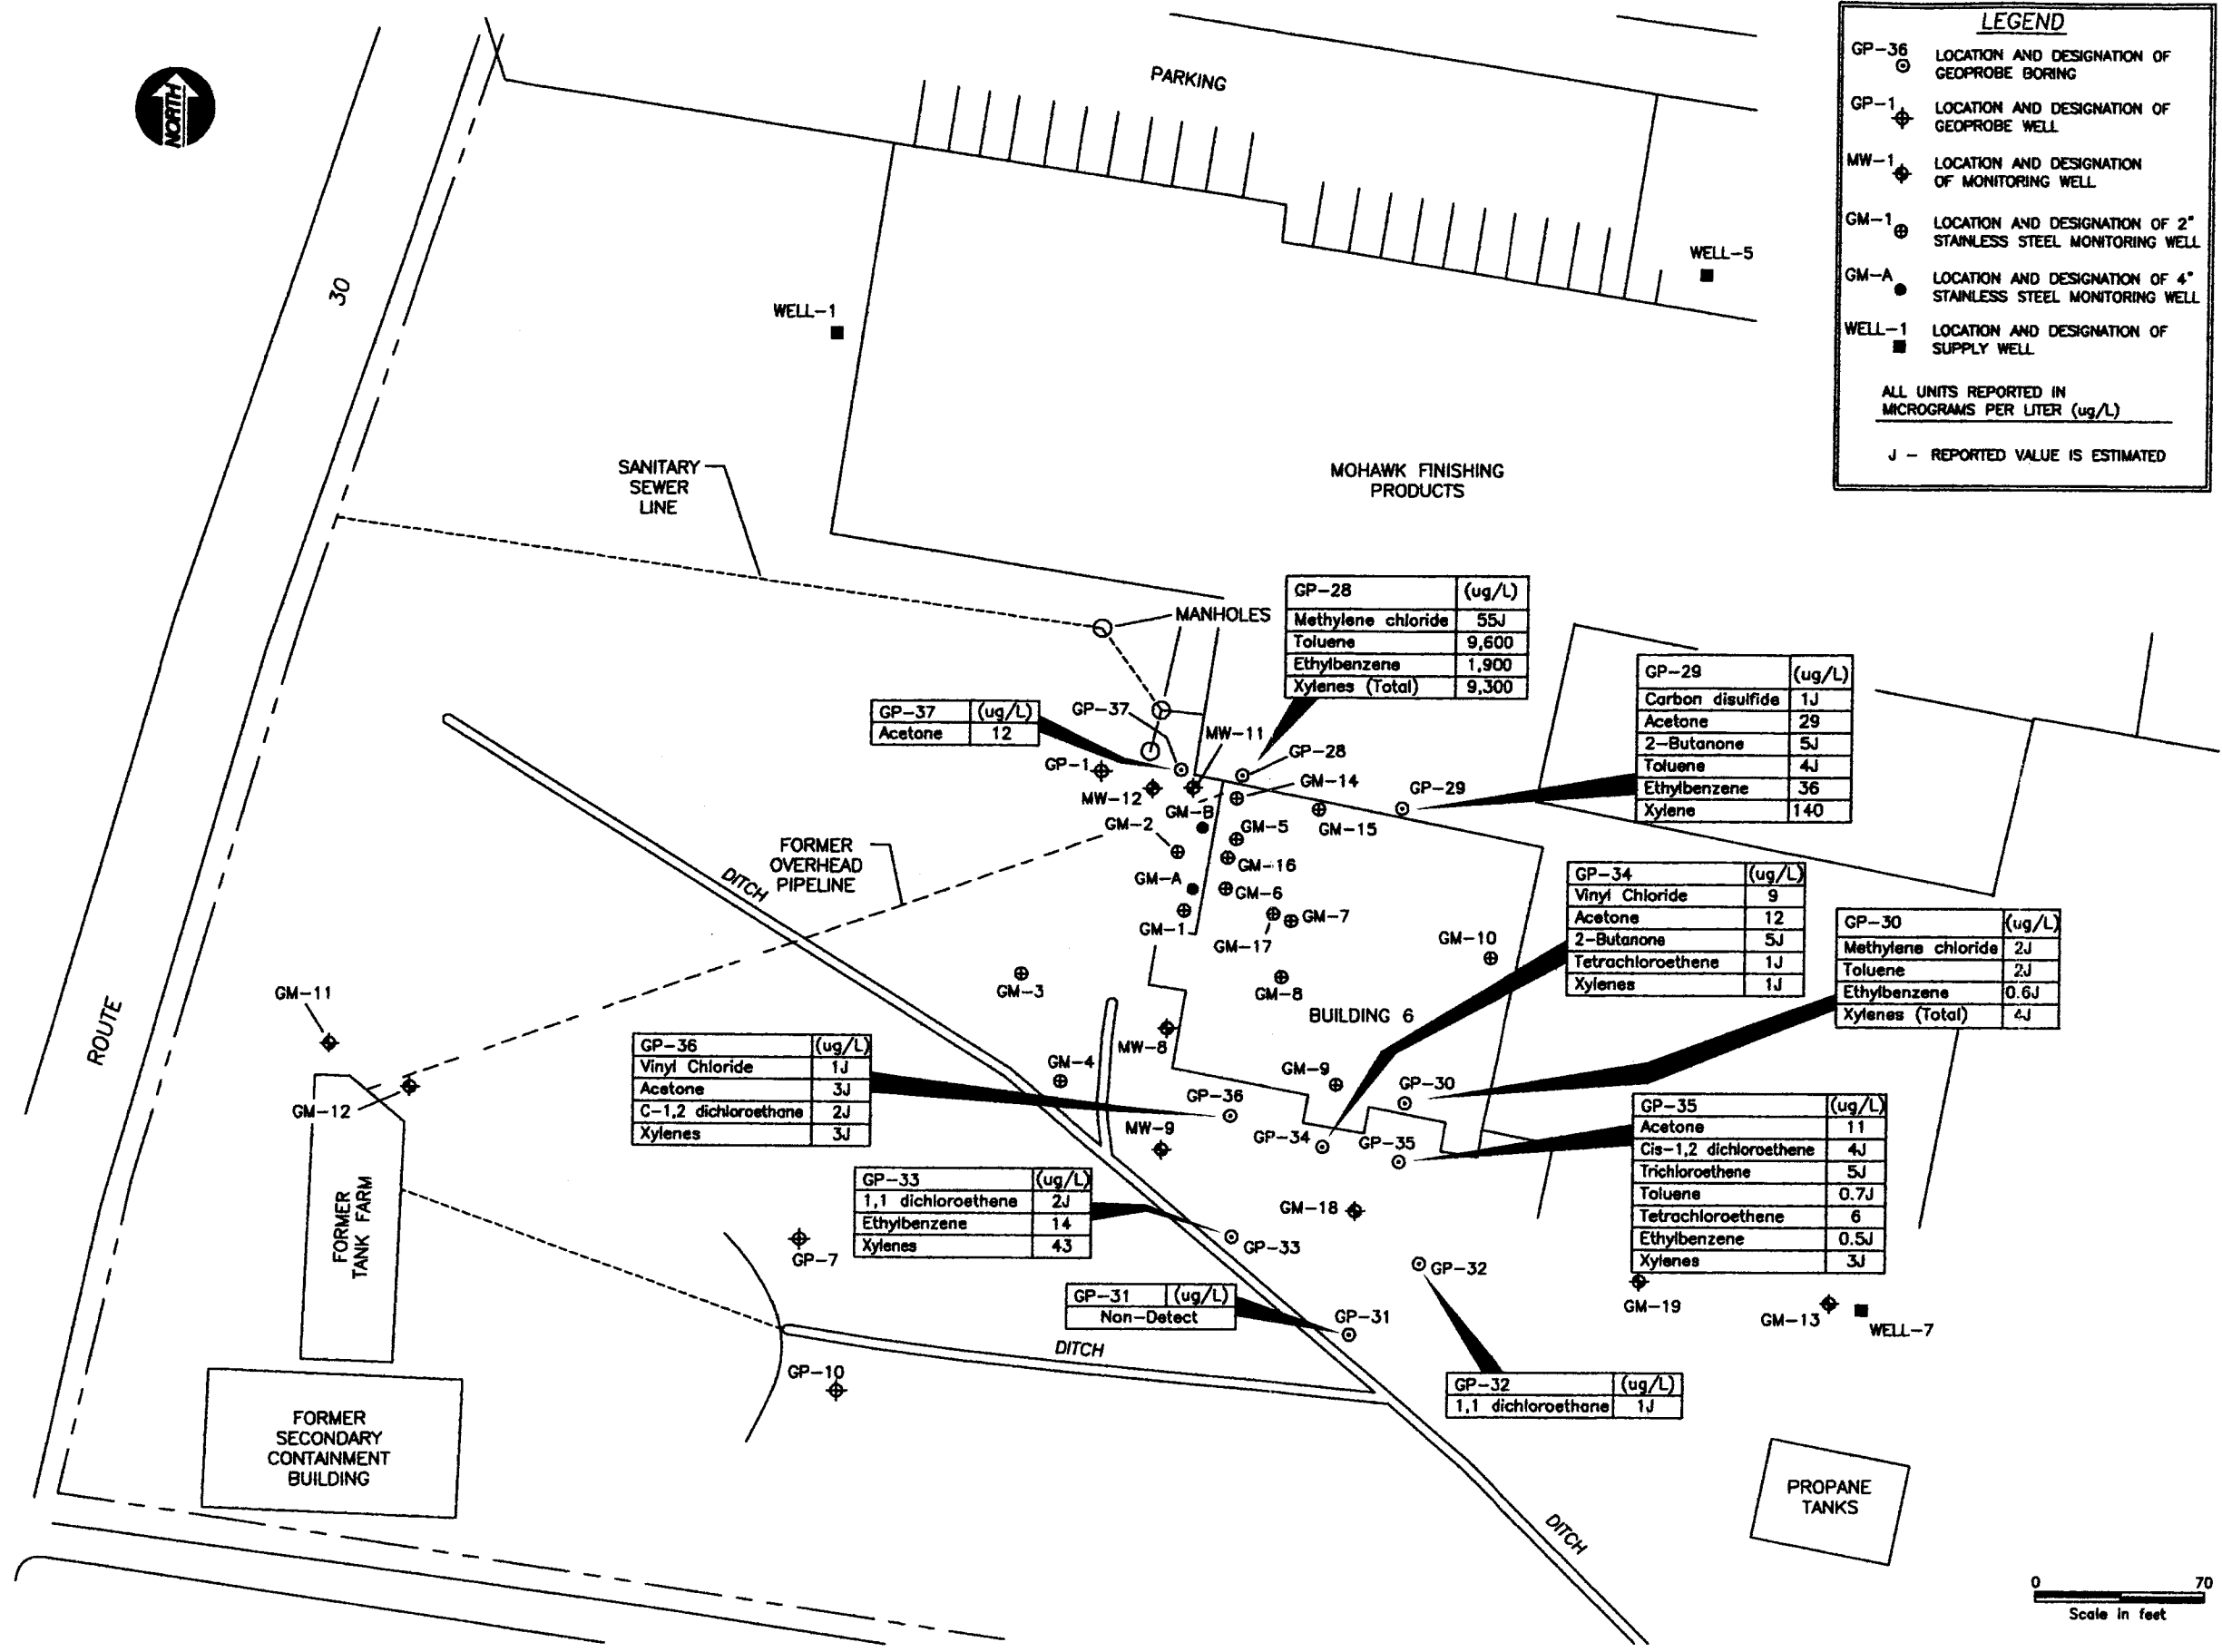 LEGEND
GP-36
LOCATION AND DESIGNATION OF
GEOPROBE BORING
GP-1
LOCATION AND DESIGNATION OF
GEOPROBE WELL
MW-1
LOCATION AND DESIGNATION
OF MONITORING WELL
GM-1
LOCATION AND DESIGNATION OF 2"
STAINLESS STEEL MONITORING WELL
GM-A
LOCATION AND DESIGNATION OF 4"
STAINLESS STEEL MONITORING WELL
WELL-1
LOCATION AND DESIGNATION OF
SUPPLY WELL
ALL UNITS REPORTED IN
MICROGRAMS PER LITER (ug/L)
J - REPORTED VALUE IS ESTIMATED
NORTH
PARKING
30
WELL-5
WELL-1
SANITARY
SEWER
LINE
MOHAWK FINISHING
PRODUCTS
MANHOLES
GP-28 (ug/L)
Methylene chloride 55J
Toluene 9,600
Ethylbenzene 1,900
Xylenes (Total) 9,300
GP-29 (ug/L)
Carbon disulfide 1J
Acetone 29
2-Butanone 5J
Toluene 4J
Ethylbenzene 36
Xylene 140
GP-37 (ug/L)
Acetone 12
GP-37
MW-11
GP-28
GP-1
GM-14
GP-29
MW-12
GM-B
GM-2
GM-5
GM-15
FORMER
OVERHEAD
PIPELINE
DITCH
GM-16
GM-A
GM-6
GM-7
GM-1
GM-17
GM-10
GP-34 (ug/L)
Vinyl Chloride 9
Acetone 12
2-Butanone 5J
Tetrachloroethene 1J
Xylenes 1J
GP-30 (ug/L)
Methylene chloride 2J
Toluene 2J
Ethylbenzene 0.6J
Xylenes (Total) 4J
GM-11
GM-3
GM-8
BUILDING 6
ROUTE
GP-36 (ug/L)
Vinyl Chloride 1J
Acetone 3J
C-1,2 dichloroethane 2J
Xylenes 3J
MW-8
GM-4
GM-9
GP-30
GM-12
GP-36
MW-9
GP-34
GP-35
GP-35 (ug/L)
Acetone 11
Cis-1,2 dichloroethene 4J
Trichloroethene 5J
Toluene 0.7J
Tetrachloroethene 6
Ethylbenzene 0.5J
Xylenes 3J
GP-33 (ug/L)
1,1 dichloroethene 2J
Ethylbenzene 14
Xylenes 43
FORMER
TANK FARM
GM-18
GP-7
GP-33
GP-32
GP-31 (ug/L)
Non-Detect
GP-31
GM-19
GM-13
WELL-7
DITCH
GP-10
GP-32 (ug/L)
1,1 dichloroethane 1J
FORMER
SECONDARY
CONTAINMENT
BUILDING
PROPANE
TANKS
DITCH
0 70
Scale in feet